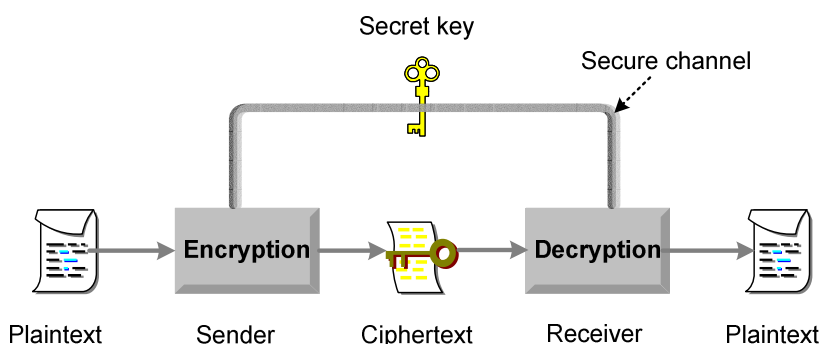 Secret key
Secure channel
Encryption
Decryption
Plaintext
Sender
Ciphertext
Receiver
Plaintext